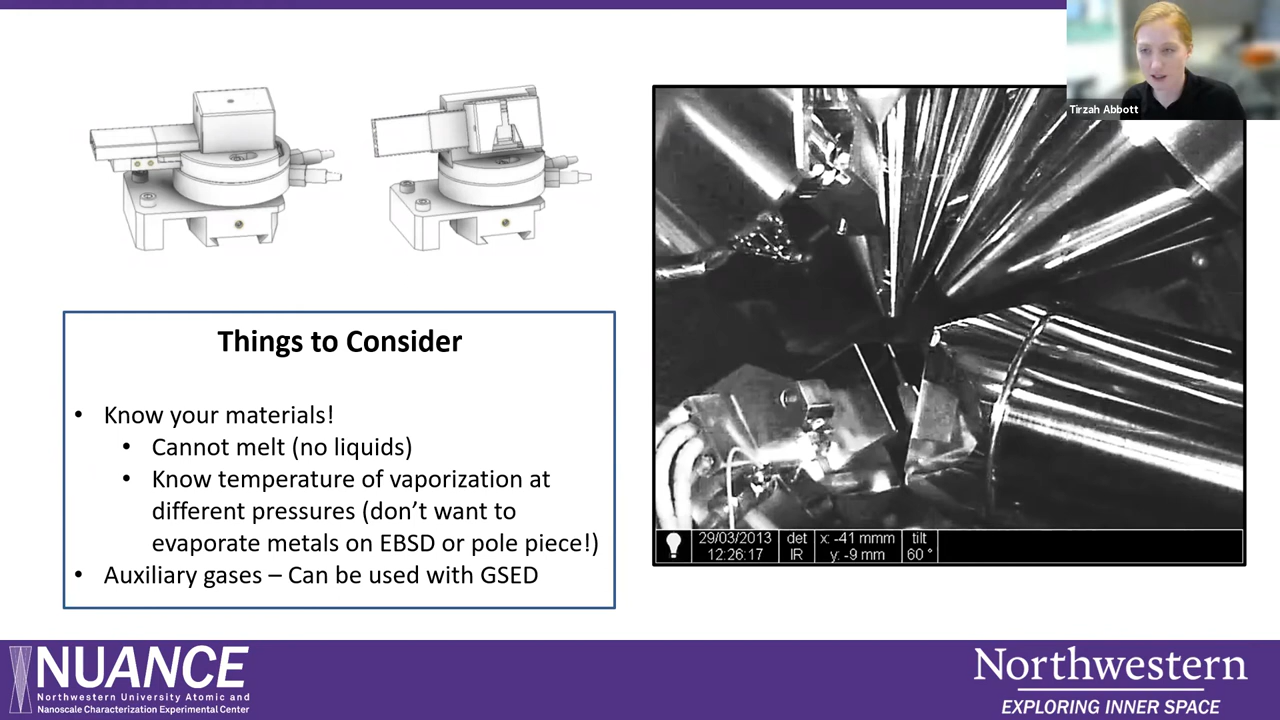 Tirzah Abbott
Things to Consider
• Know your materials!
• Cannot melt (no liquids)
• Know temperature of vaporization at
different pressures (don’t want to
evaporate metals on EBSD or pole piece!)
• Auxiliary gases – Can be used with GSED
29/03/2013
12:26:17
det
IR
x: -41 mmm
y: -9 mm
tilt
60 °
NUANCE
Northwestern University Atomic and
Nanoscale Characterization Experimental Center
Northwestern
EXPLORING INNER SPACE